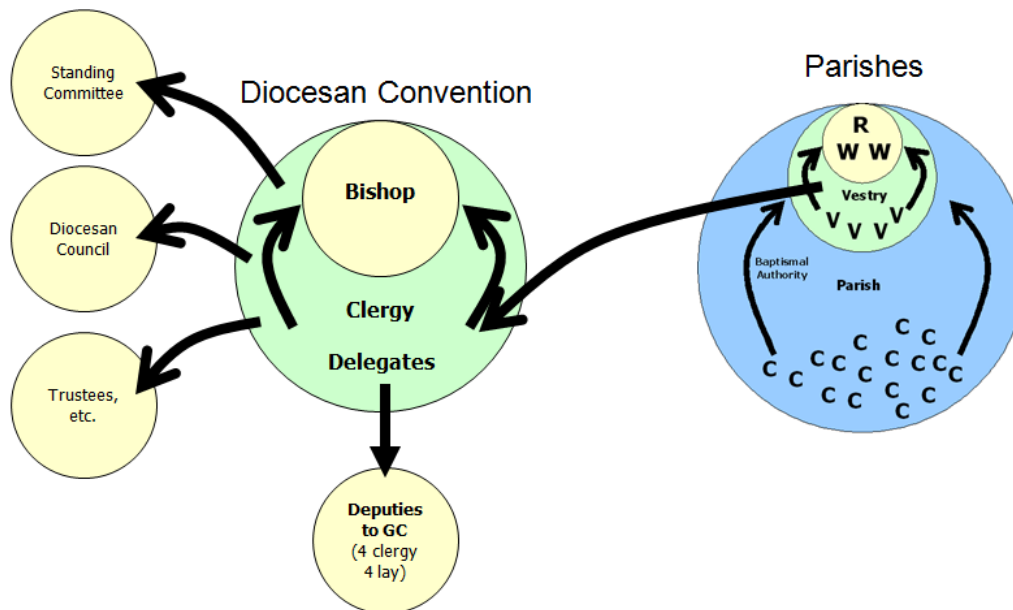 Standing
Committee
Diocesan
Council
Trustees,
etc.
Diocesan Convention
Bishop
Clergy
Delegates
Deputies
to GC
(4 clergy
4 lay)
Parishes
R
W W
Vestry
V V V V
Baptismal
Authority
Parish
C
C C
C C C C C
C C C C
C C C C
C